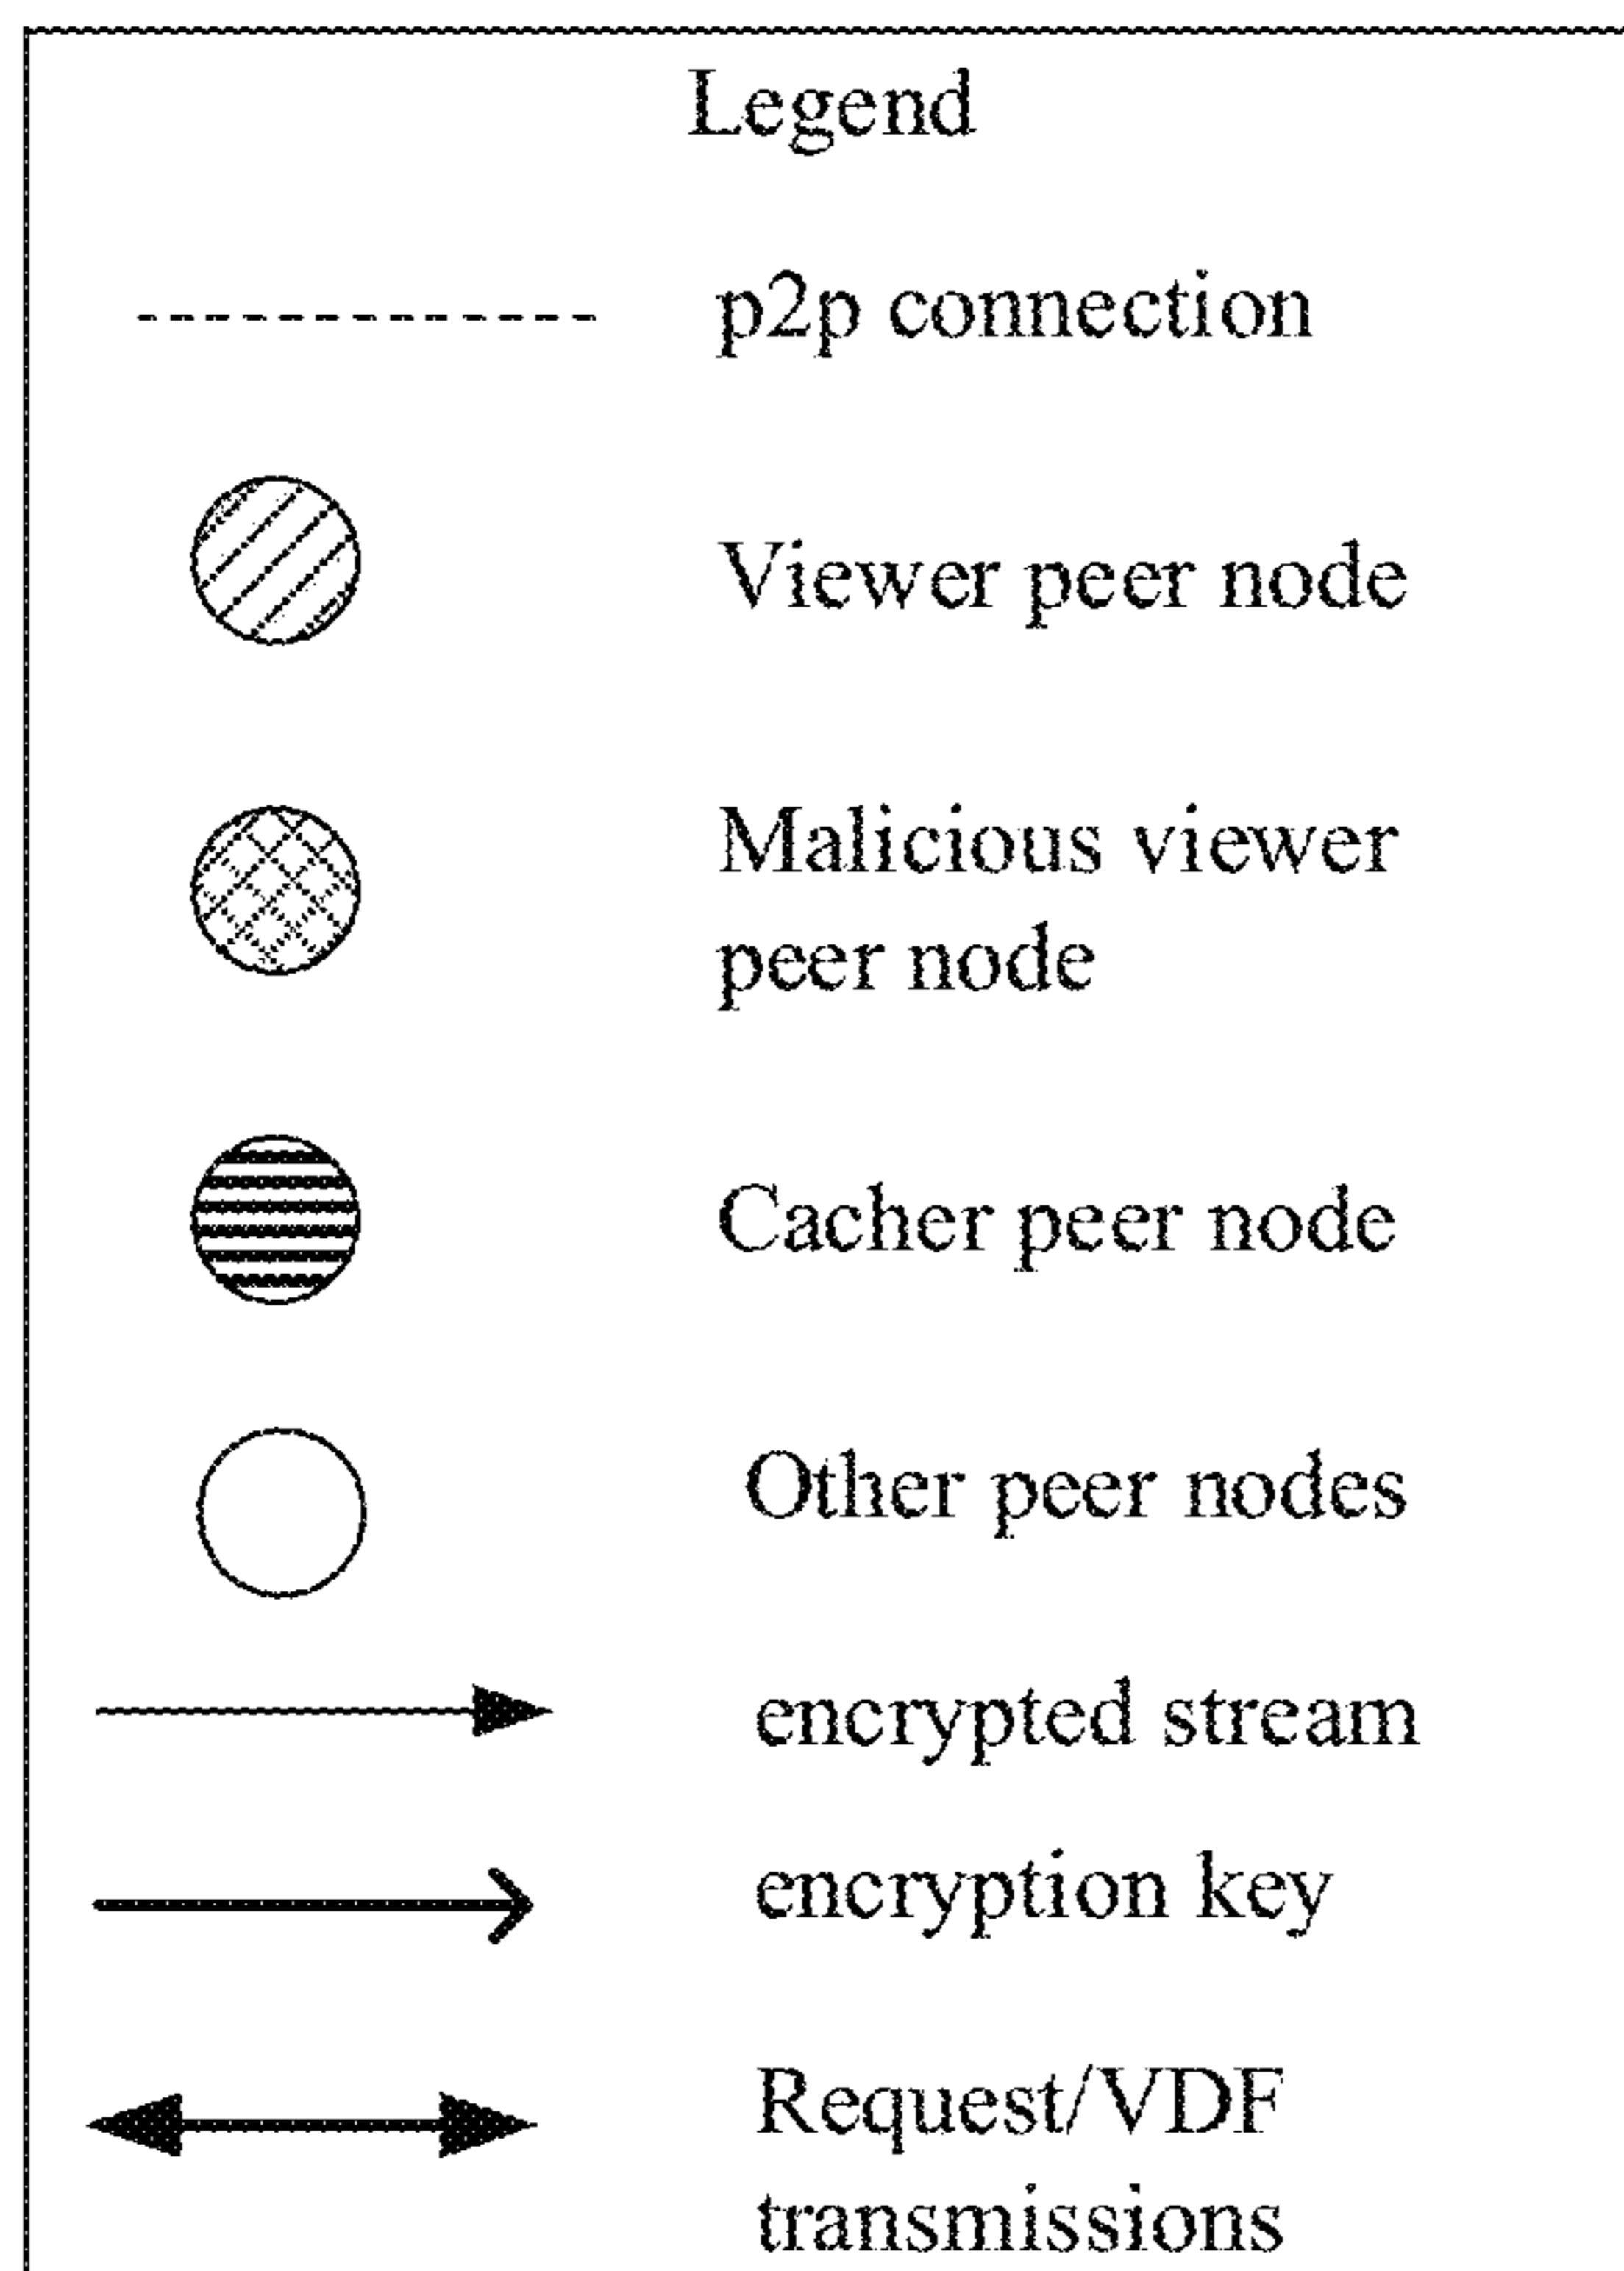 Legend
p2p connection
Viewer peer node
Malicious viewer
peer node
Cacher peer node
Other peer nodes
encrypted stream
encryption key
Request/VDF
transmissions